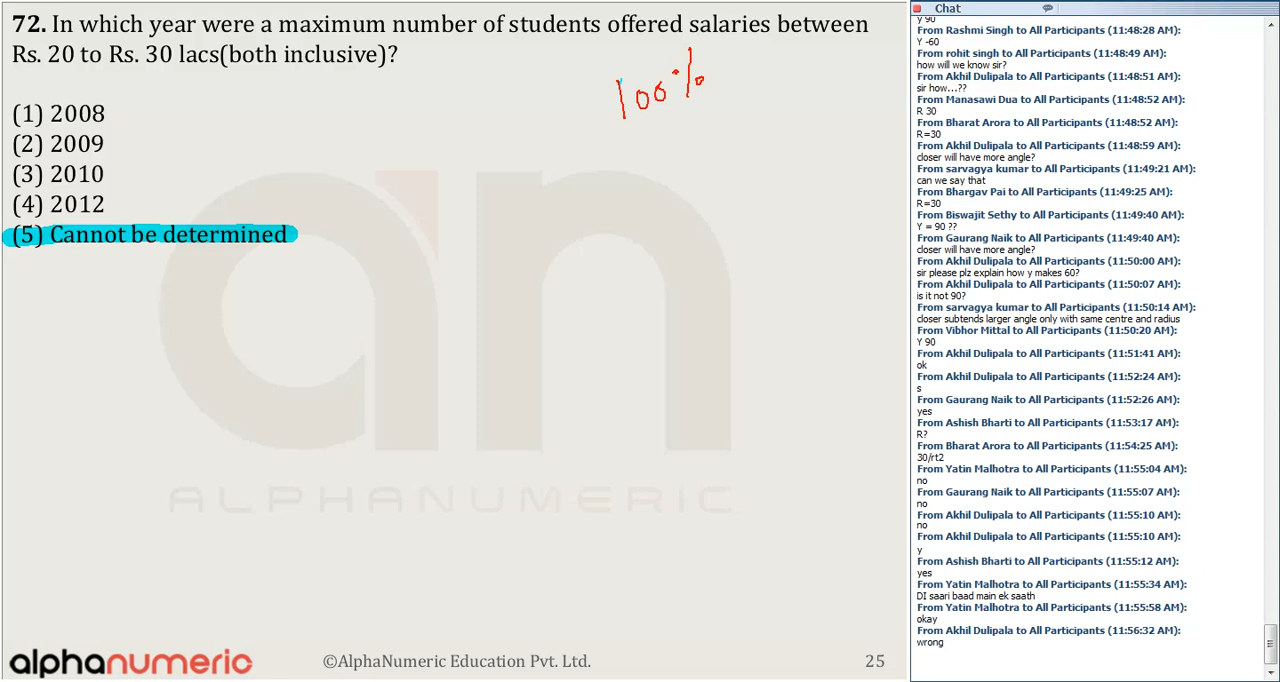 72. In which year were a maximum number of students offered salaries between
Rs. 20 to Rs. 30 lacs(both inclusive)?
100%
(1) 2008
(2) 2009
(3) 2010
(4) 2012
(5) Cannot be determined
an
ALPHANUMERIC
alphanumeric
©AlphaNumeric Education Pvt. Ltd.
25
Chat
y 90
From Rashmi Singh to All Participants (11:48:28 AM):
Y -60
From rohit singh to All Participants (11:48:49 AM):
how will we know sir?
From Akhil Dulipala to All Participants (11:48:51 AM):
sir how...??
From Manasawi Dua to All Participants (11:48:52 AM):
R 30
From Bharat Arora to All Participants (11:48:52 AM):
R=30
From Akhil Dulipala to All Participants (11:48:59 AM):
closer will have more angle?
From sarvagya kumar to All Participants (11:49:21 AM):
can we say that
From Bhargav Pai to All Participants (11:49:25 AM):
R=30
From Biswajit Sethy to All Participants (11:49:40 AM):
Y = 90 ??
From Gaurang Naik to All Participants (11:49:40 AM):
closer will have more angle?
From Akhil Dulipala to All Participants (11:50:00 AM):
sir please plz explain how y makes 60?
From Akhil Dulipala to All Participants (11:50:07 AM):
is it not 90?
From sarvagya kumar to All Participants (11:50:14 AM):
closer subtends larger angle only with same centre and radius
From Vibhor Mittal to All Participants (11:50:20 AM):
Y 90
From Akhil Dulipala to All Participants (11:51:41 AM):
ok
From Akhil Dulipala to All Participants (11:52:24 AM):
s
From Gaurang Naik to All Participants (11:52:26 AM):
yes
From Ashish Bharti to All Participants (11:53:17 AM):
R?
From Bharat Arora to All Participants (11:54:25 AM):
30/rt2
From Yatin Malhotra to All Participants (11:55:04 AM):
no
From Gaurang Naik to All Participants (11:55:07 AM):
no
From Akhil Dulipala to All Participants (11:55:10 AM):
no
From Akhil Dulipala to All Participants (11:55:10 AM):
y
From Ashish Bharti to All Participants (11:55:12 AM):
yes
From Yatin Malhotra to All Participants (11:55:34 AM):
DI saari baad main ek saath
From Yatin Malhotra to All Participants (11:55:58 AM):
okay
From Akhil Dulipala to All Participants (11:56:32 AM):
wrong